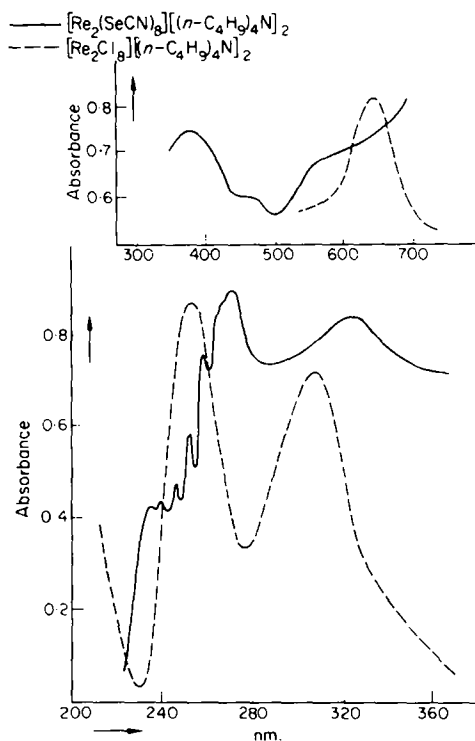 [Re₂(SeCN)₈][(n-C₄H₉)₄N]₂
[Re₂Cl₈][(n-C₄H₉)₄N]₂
Absorbance
0·8
0·7
0·6
300 400 500 600 700
Absorbance
0·8
0·6
0·4
0·2
200 240 280 320 360
nm.